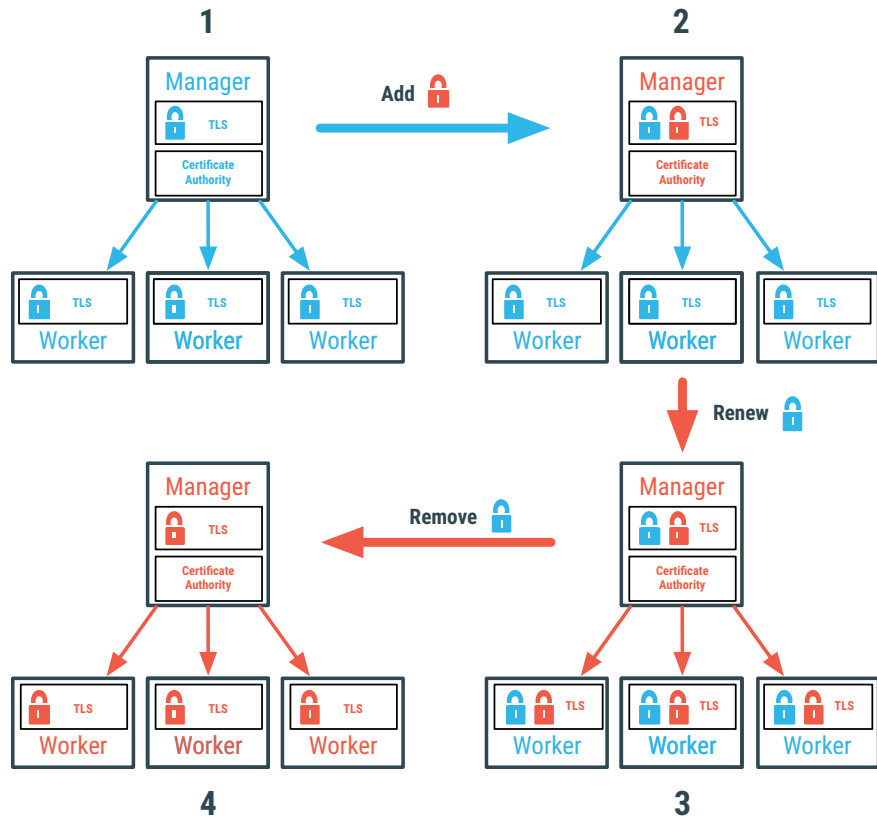 1
Manager
TLS
Certificate
Authority
TLS
TLS
TLS
Worker
Worker
Worker
Add
2
Manager
TLS
Certificate
Authority
TLS
TLS
TLS
Worker
Worker
Worker
Renew
Manager
TLS
Certificate
Authority
TLS
TLS
TLS
Worker
Worker
Worker
3
Remove
Manager
TLS
Certificate
Authority
TLS
TLS
TLS
Worker
Worker
Worker
4